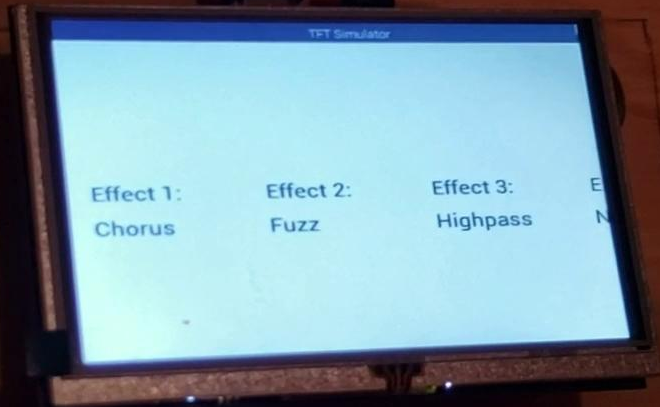 TFT Simulator
Effect 1: Effect 2: Effect 3: E
Chorus Fuzz Highpass N